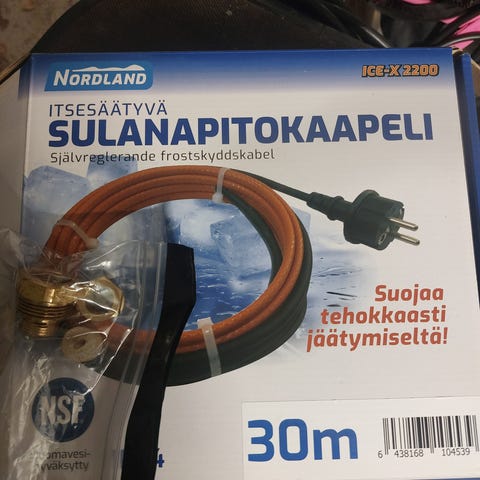 NORDLAND
ICE-X 2200
ITSESÄÄTYVÄ
SULANAPITOKAAPELI
Självreglerande frostskyddskabel
Suojaa
tehokkaasti
jäätymiseltä!
NSF
30m
6 438168 104539